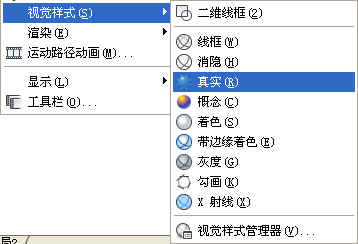 视觉样式(S)
渲染(E)
运动路径动画(M)...
显示(L)
工具栏(O)...
二维线框(2)
线框(W)
消隐(H)
真实(R)
概念(C)
着色(S)
带边缘着色(E)
灰度(G)
勾画(K)
X 射线(X)
视觉样式管理器(V)...
局2